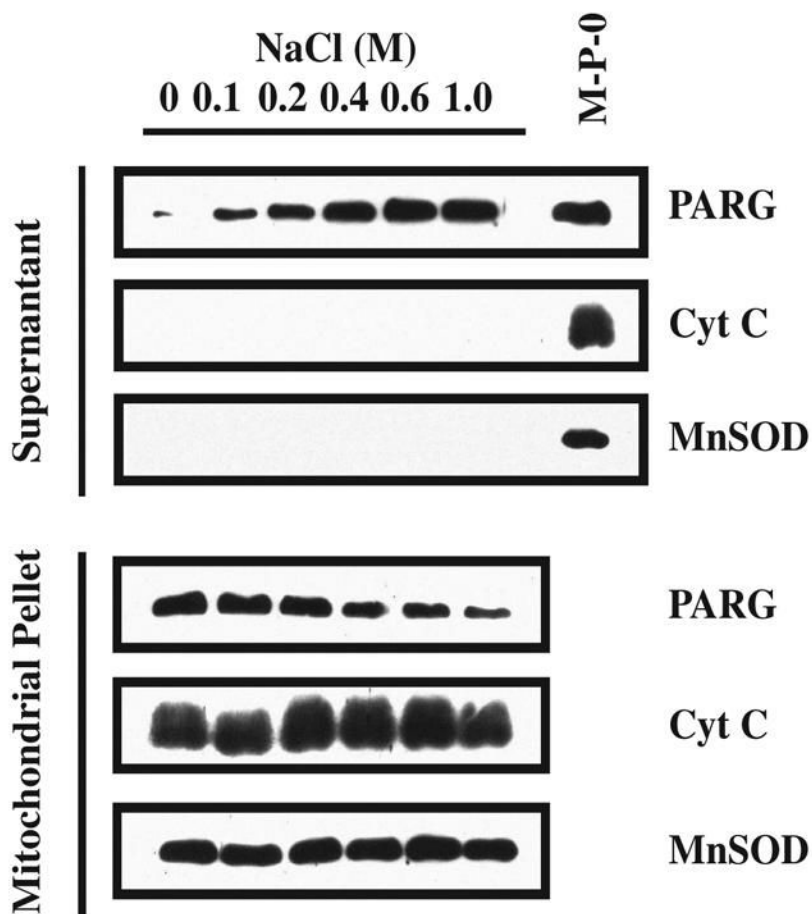 NaCl (M)
0 0.1 0.2 0.4 0.6 1.0
M-P-0
Supernantant
PARG
Cyt C
MnSOD
Mitochondrial Pellet
PARG
Cyt C
MnSOD